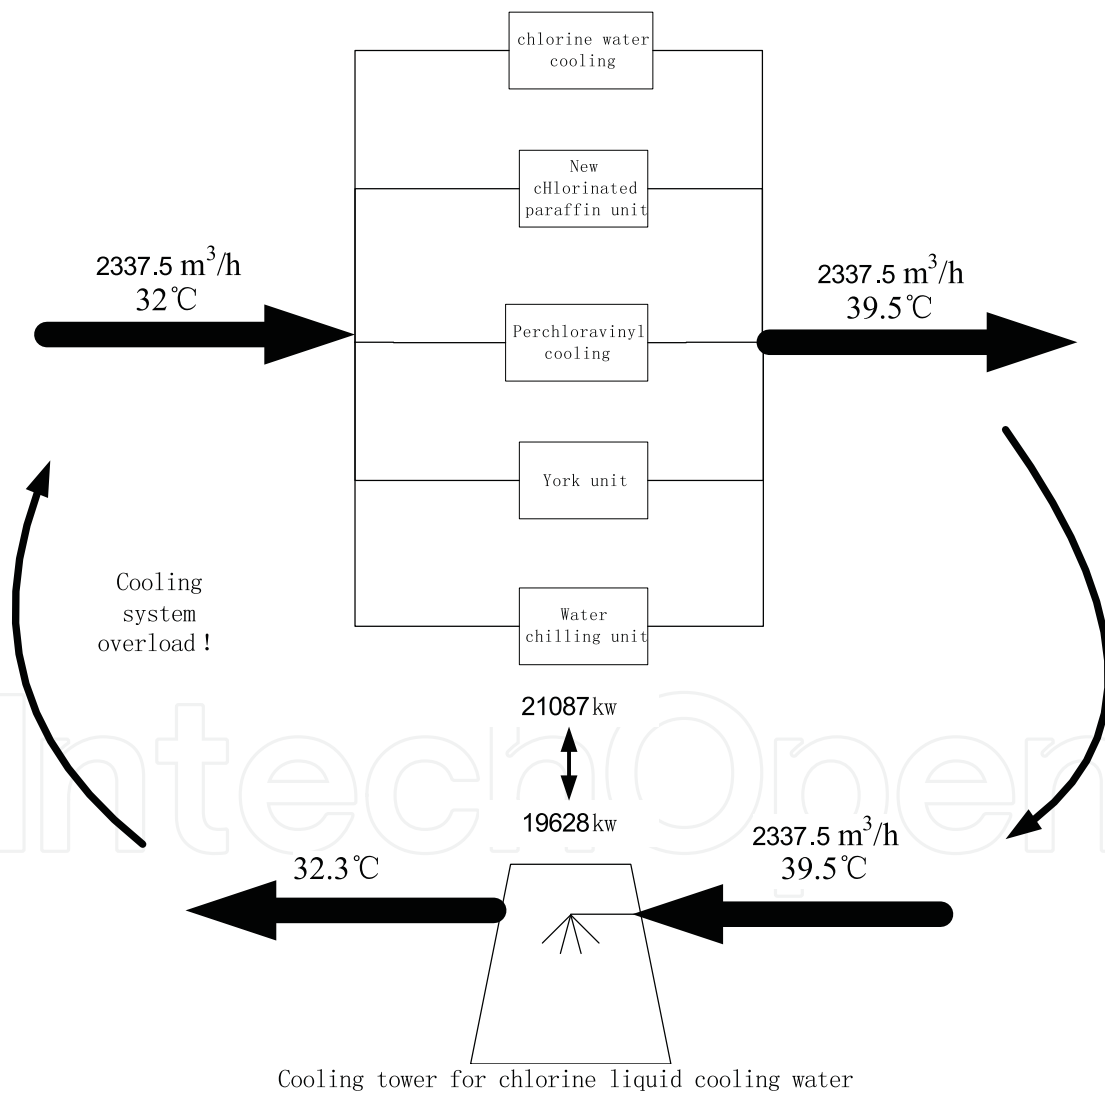 chlorine water
cooling
New
cHlorinated
paraffin unit
2337.5 m³/h
32℃
2337.5 m³/h
39.5℃
Perchloravinyl
cooling
York unit
Cooling
system
overload！
Water
chilling unit
21087kw
19628kw
2337.5 m³/h
39.5℃
32.3℃
Cooling tower for chlorine liquid cooling water
IntechOpen